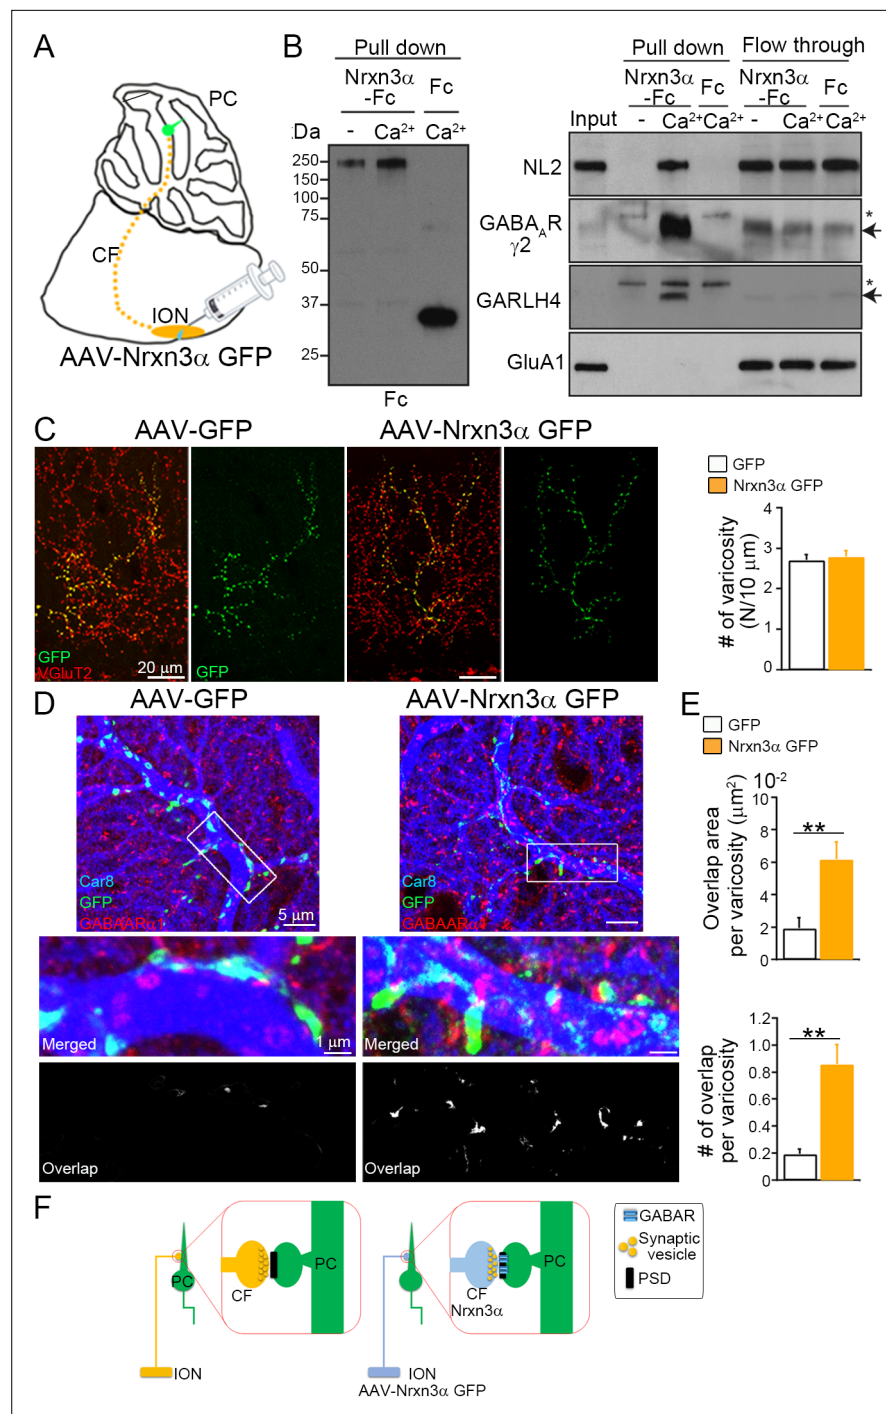 A
PC
CF
ION
AAV-Nrxn3α GFP
B
Pull down
Nrxn3α
-Fc
Fc
kDa
-
Ca²⁺
Ca²⁺
250
150
100
75
50
37
25
Fc
Pull down
Flow through
Nrxn3α
-Fc
Fc
Nrxn3α
-Fc
Fc
Input
-
Ca²⁺
Ca²⁺
-
Ca²⁺
Ca²⁺
NL2
GABA_AR
γ2
*
GARLH4
*
GluA1
C
AAV-GFP
AAV-Nrxn3α GFP
GFP
VGluT2
20 μm
GFP
GFP
Nrxn3α GFP
# of varicosity
(N/10 μm)
4
3
2
1
0
D
AAV-GFP
AAV-Nrxn3α GFP
Car8
GFP
GABAARα1
5 μm
Car8
GFP
GABAARα1
Merged
1 μm
Merged
Overlap
Overlap
E
GFP
Nrxn3α GFP
10⁻²
Overlap area
per varicosity (μm²)
10
8
6
4
2
0
**
# of overlap
per varicosity
1.2
1.0
0.8
0.6
0.4
0.2
0
**
F
PC
CF
PC
ION
CF
Nrxn3α
PC
ION
AAV-Nrxn3α GFP
GABAR
Synaptic
vesicle
PSD